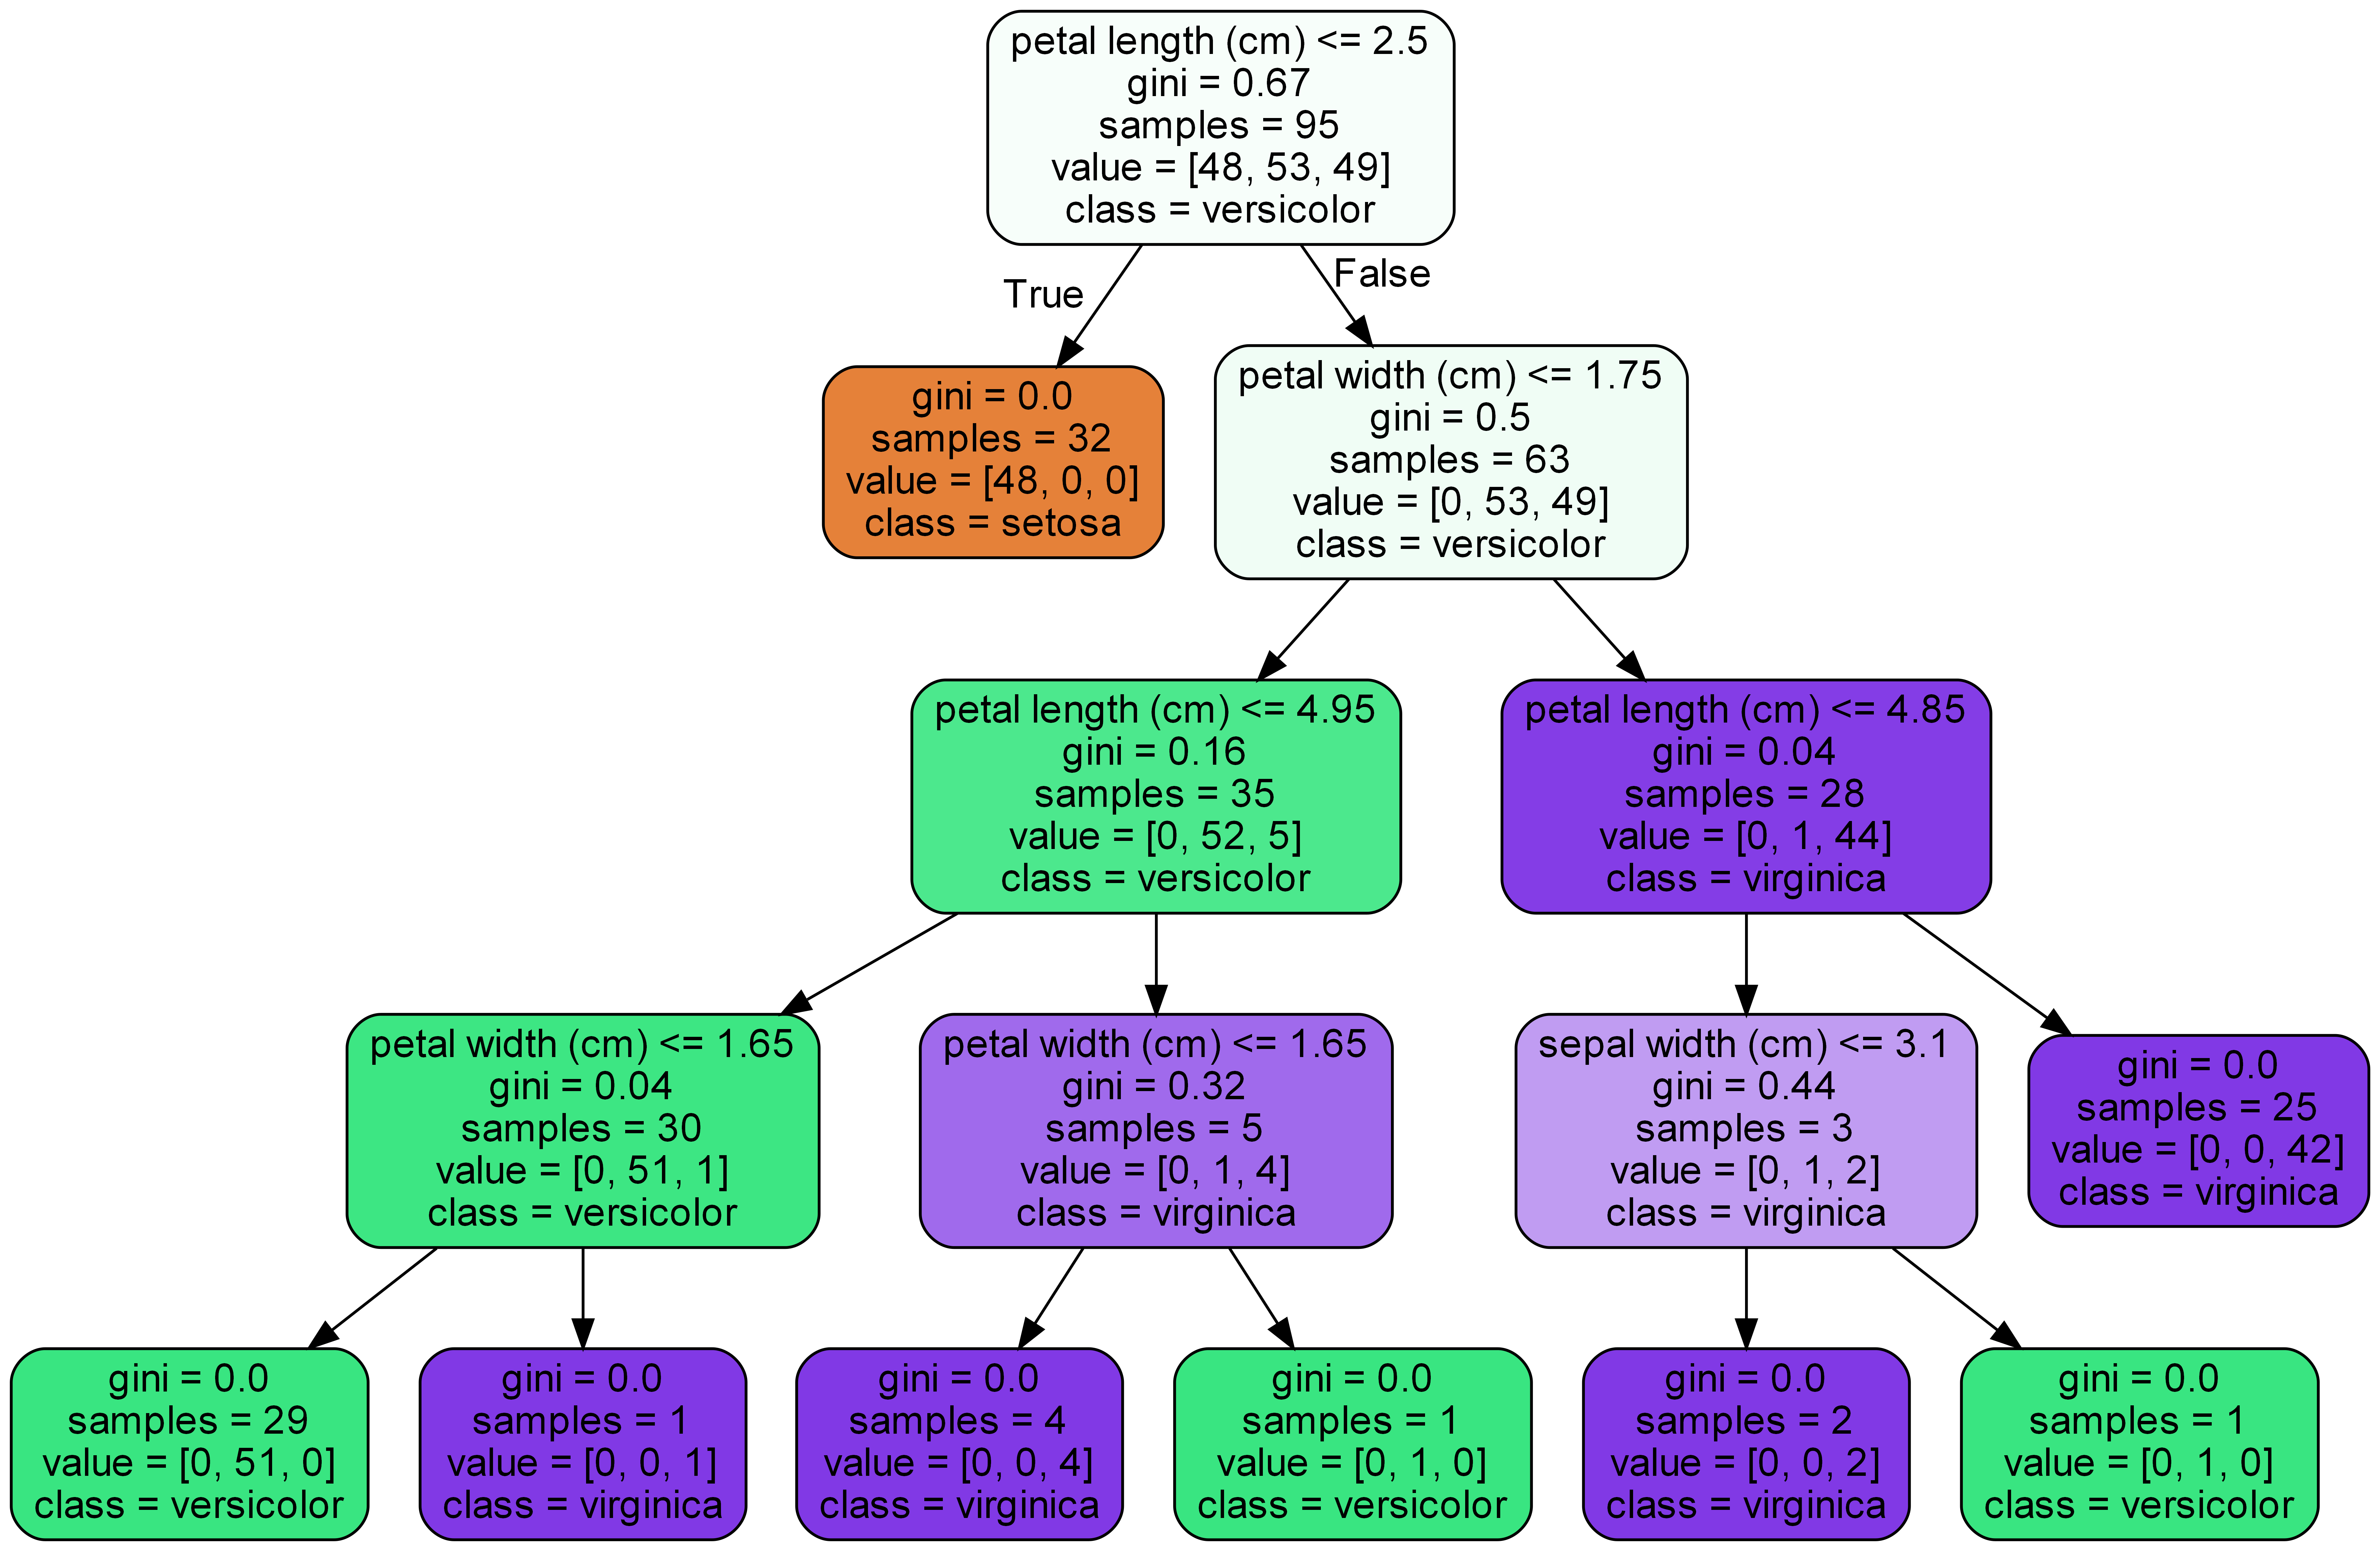 petal length (cm) <= 2.5
gini = 0.67
samples = 95
value = [48, 53, 49]
class = versicolor
True
False
gini = 0.0
samples = 32
value = [48, 0, 0]
class = setosa
petal width (cm) <= 1.75
gini = 0.5
samples = 63
value = [0, 53, 49]
class = versicolor
petal length (cm) <= 4.95
gini = 0.16
samples = 35
value = [0, 52, 5]
class = versicolor
petal length (cm) <= 4.85
gini = 0.04
samples = 28
value = [0, 1, 44]
class = virginica
petal width (cm) <= 1.65
gini = 0.04
samples = 30
value = [0, 51, 1]
class = versicolor
petal width (cm) <= 1.65
gini = 0.32
samples = 5
value = [0, 1, 4]
class = virginica
sepal width (cm) <= 3.1
gini = 0.44
samples = 3
value = [0, 1, 2]
class = virginica
gini = 0.0
samples = 25
value = [0, 0, 42]
class = virginica
gini = 0.0
samples = 29
value = [0, 51, 0]
class = versicolor
gini = 0.0
samples = 1
value = [0, 0, 1]
class = virginica
gini = 0.0
samples = 4
value = [0, 0, 4]
class = virginica
gini = 0.0
samples = 1
value = [0, 1, 0]
class = versicolor
gini = 0.0
samples = 2
value = [0, 0, 2]
class = virginica
gini = 0.0
samples = 1
value = [0, 1, 0]
class = versicolor